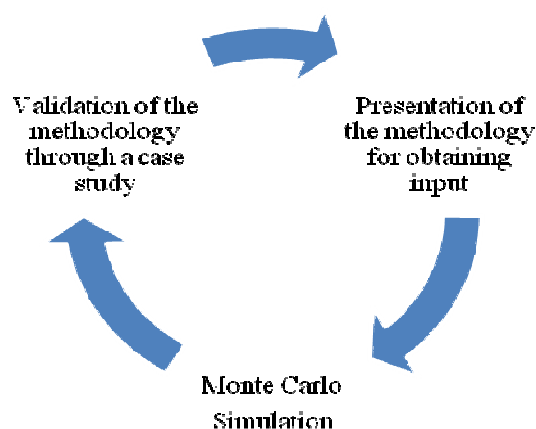 Validation of the
methodology
through a case
study
Presentation of
the methodology
for obtaining
input
Monte Carlo
Simulation